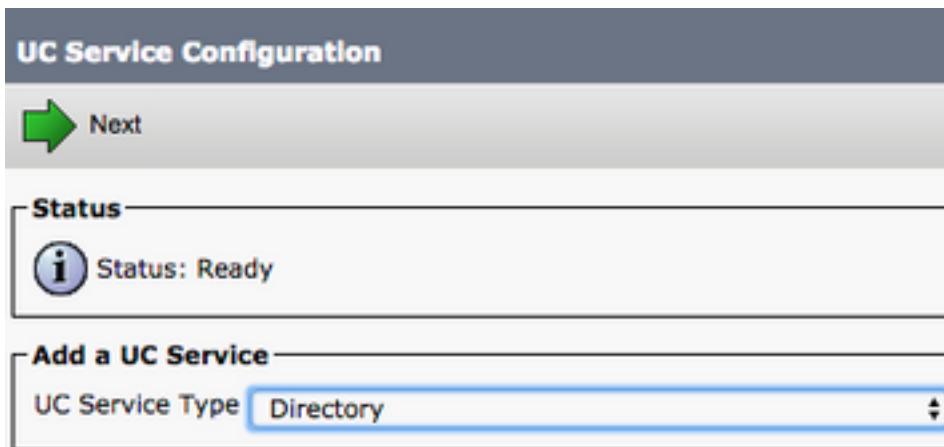 UC Service Configuration
Next
Status
Status: Ready
Add a UC Service
UC Service Type Directory